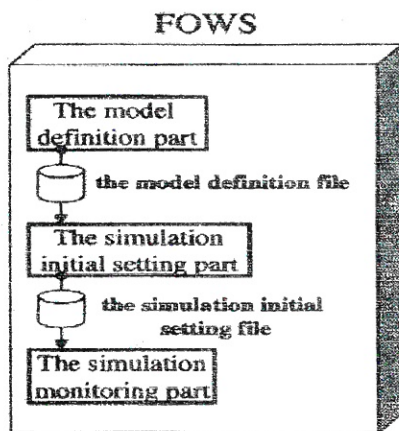 FOWS
The model
definition part
the model definition file
The simulation
initial setting part
the simulation initial
setting file
The simulation
monitoring part